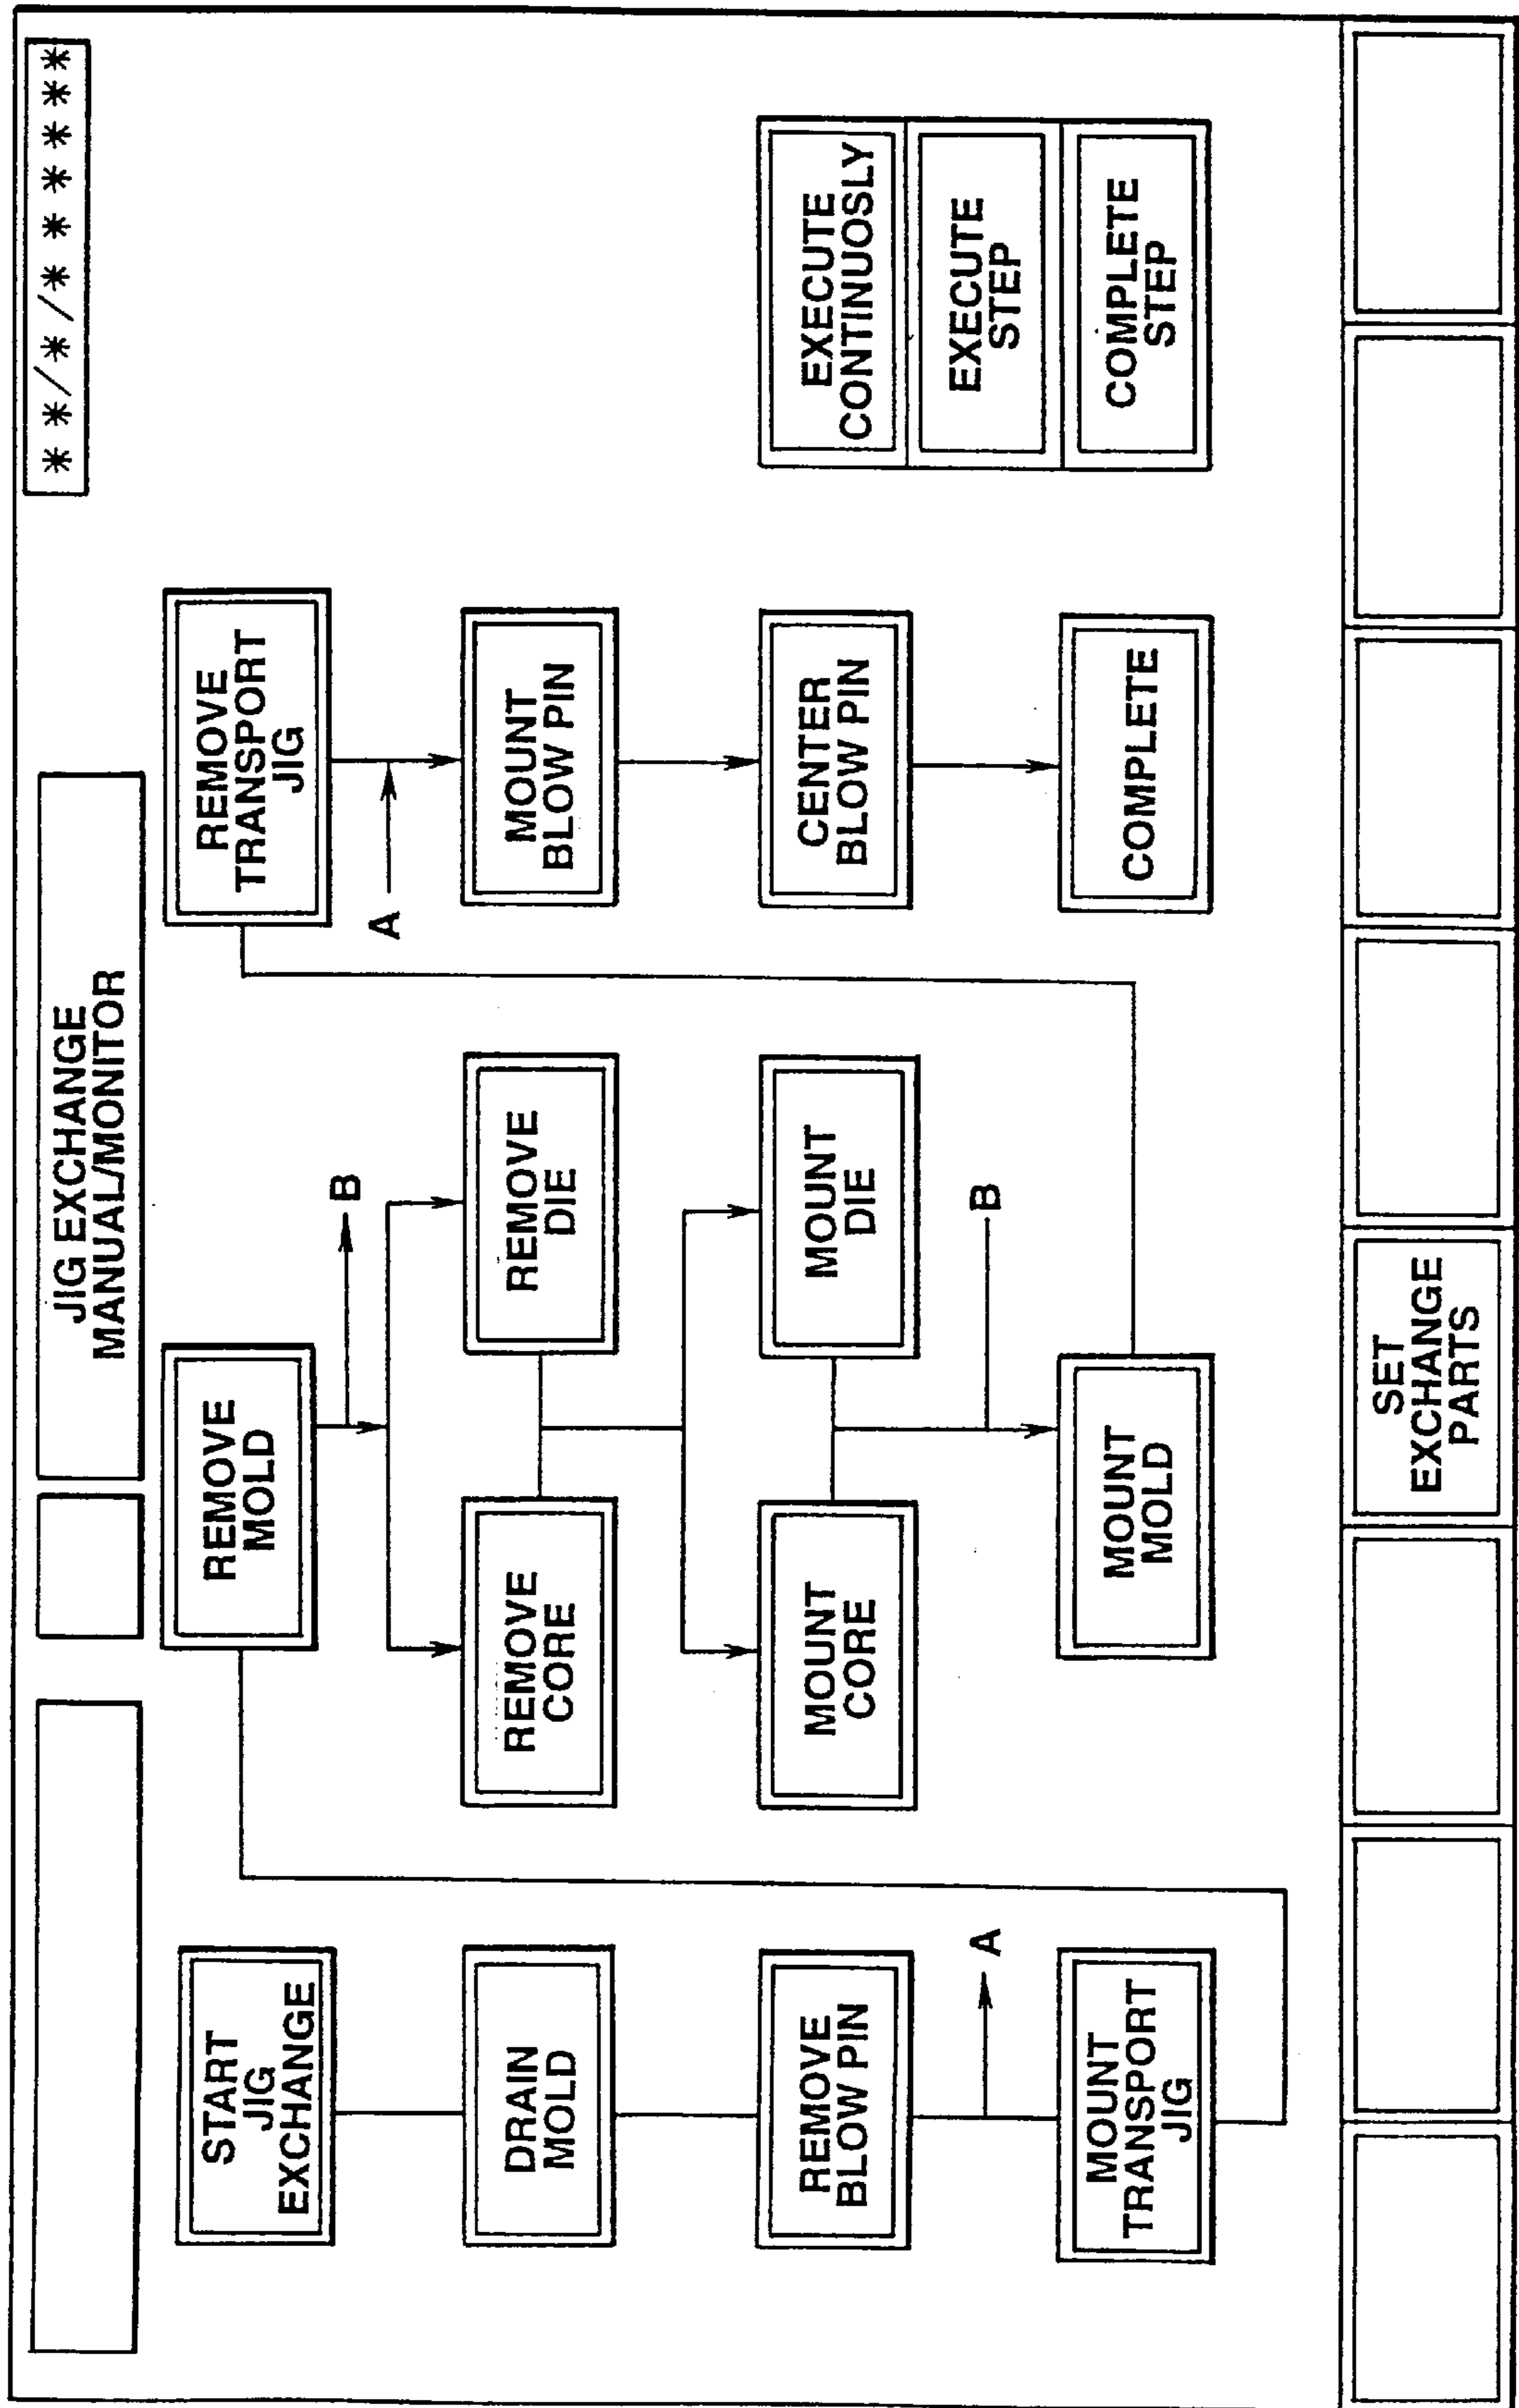 JIG EXCHANGE
MANUAL/MONITOR
**/*/*****
START
JIG
EXCHANGE
DRAIN
MOLD
REMOVE
BLOW PIN
A
MOUNT
TRANSPORT
JIG
REMOVE
MOLD
B
REMOVE
CORE
REMOVE
DIE
MOUNT
CORE
MOUNT
DIE
B
MOUNT
MOLD
REMOVE
TRANSPORT
JIG
A
MOUNT
BLOW PIN
CENTER
BLOW PIN
COMPLETE
EXECUTE
CONTINUOSLY
EXECUTE
STEP
COMPLETE
STEP
SET
EXCHANGE
PARTS